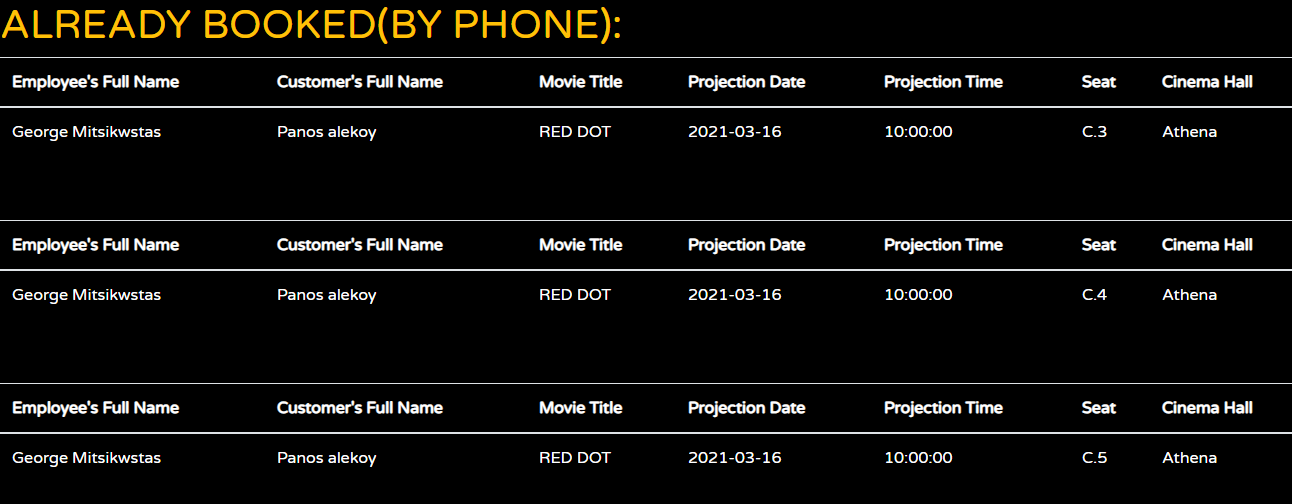 ALREADY BOOKED(BY PHONE):
Employee's Full Name Customer's Full Name Movie Title Projection Date Projection Time Seat Cinema Hall
George Mitsikwstas Panos alekoy RED DOT 2021-03-16 10:00:00 C.3 Athena
Employee's Full Name Customer's Full Name Movie Title Projection Date Projection Time Seat Cinema Hall
George Mitsikwstas Panos alekoy RED DOT 2021-03-16 10:00:00 C.4 Athena
Employee's Full Name Customer's Full Name Movie Title Projection Date Projection Time Seat Cinema Hall
George Mitsikwstas Panos alekoy RED DOT 2021-03-16 10:00:00 C.5 Athena